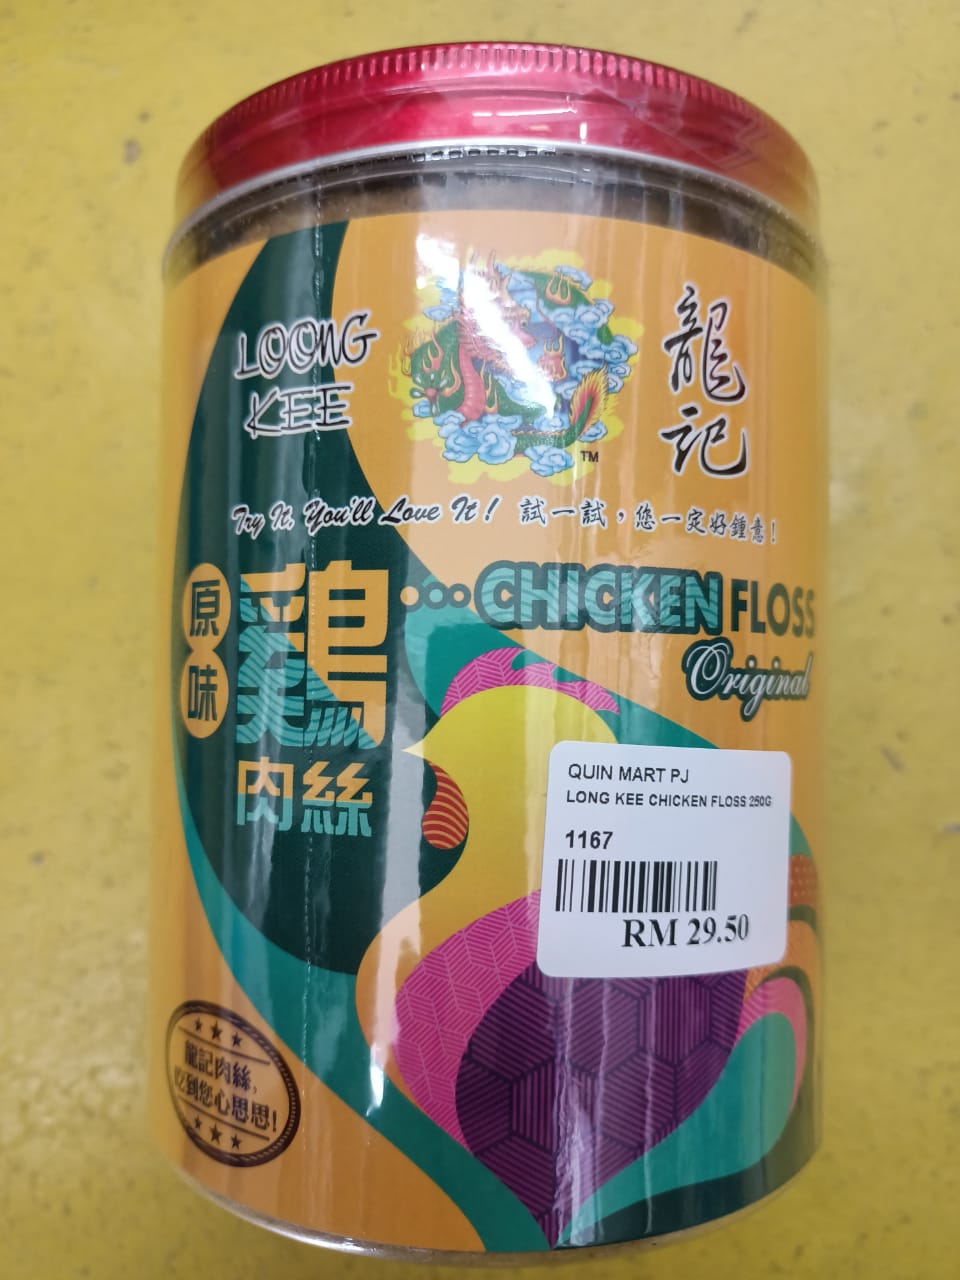 LOONG
KEE
龍
記
TM
Try It, You'll Love It! 試一試，您一定好鍾意！
原
味
鷄
肉絲
CHICKEN FLOSS
Original
QUIN MART PJ
LONG KEE CHICKEN FLOSS 250G
1167
RM 29.50
龍記肉絲，
吃到您心思思！